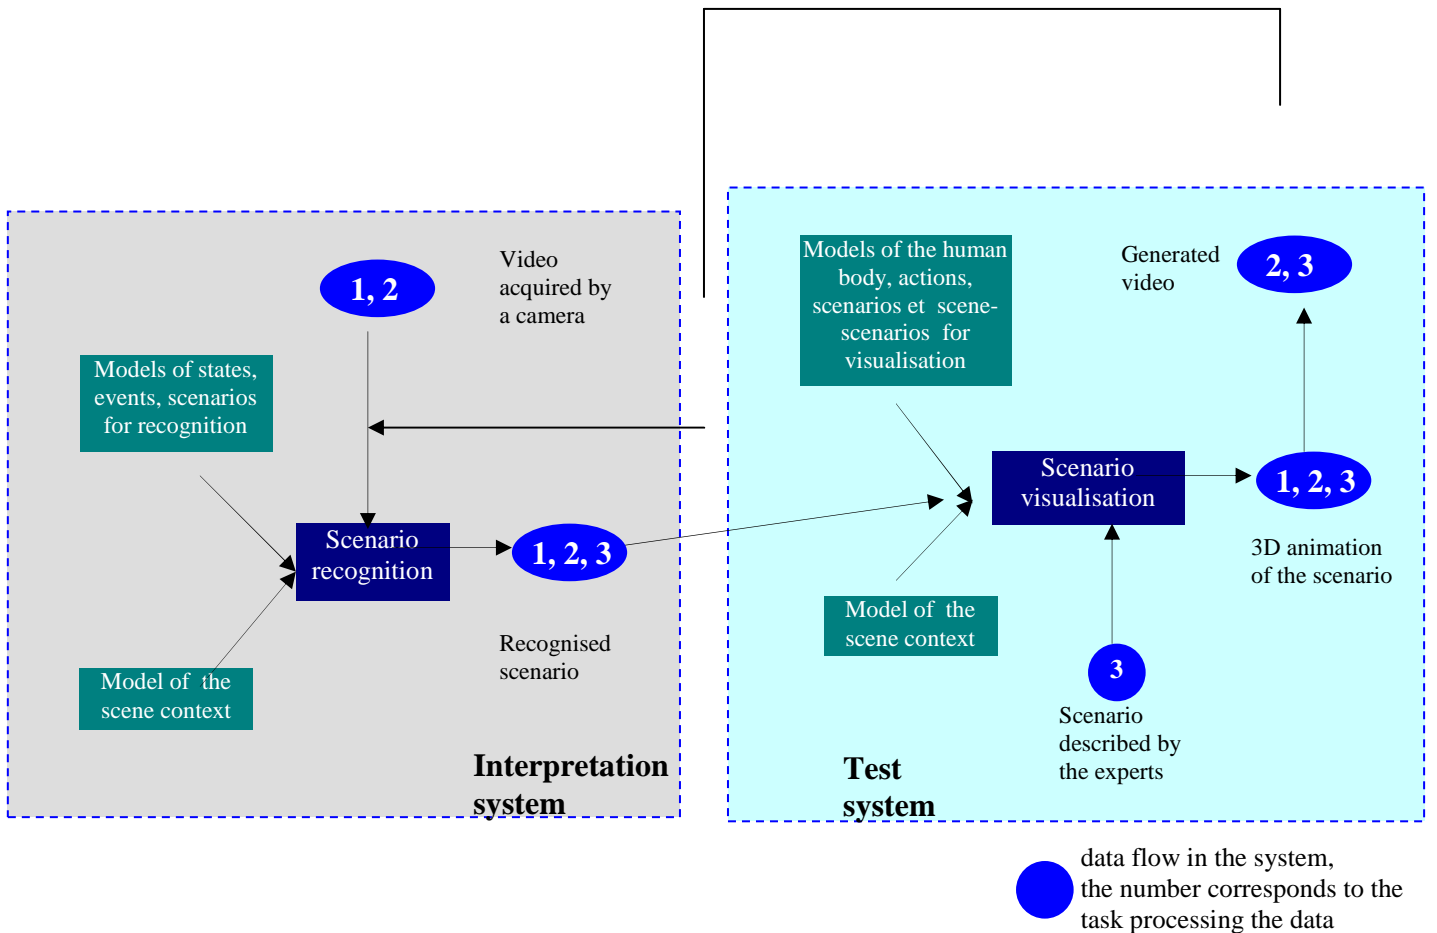 Video
acquired by
a camera
1, 2
Models of states,
events, scenarios
for recognition
Scenario
recognition
1, 2, 3
Recognised
scenario
Model of the
scene context
Interpretation
system
Models of the human
body, actions,
scenarios et scene-
scenarios for
visualisation
Generated
video
2, 3
Scenario
visualisation
1, 2, 3
3D animation
of the scenario
Model of the
scene context
3
Scenario
described by
the experts
Test
system
data flow in the system,
the number corresponds to the
task processing the data